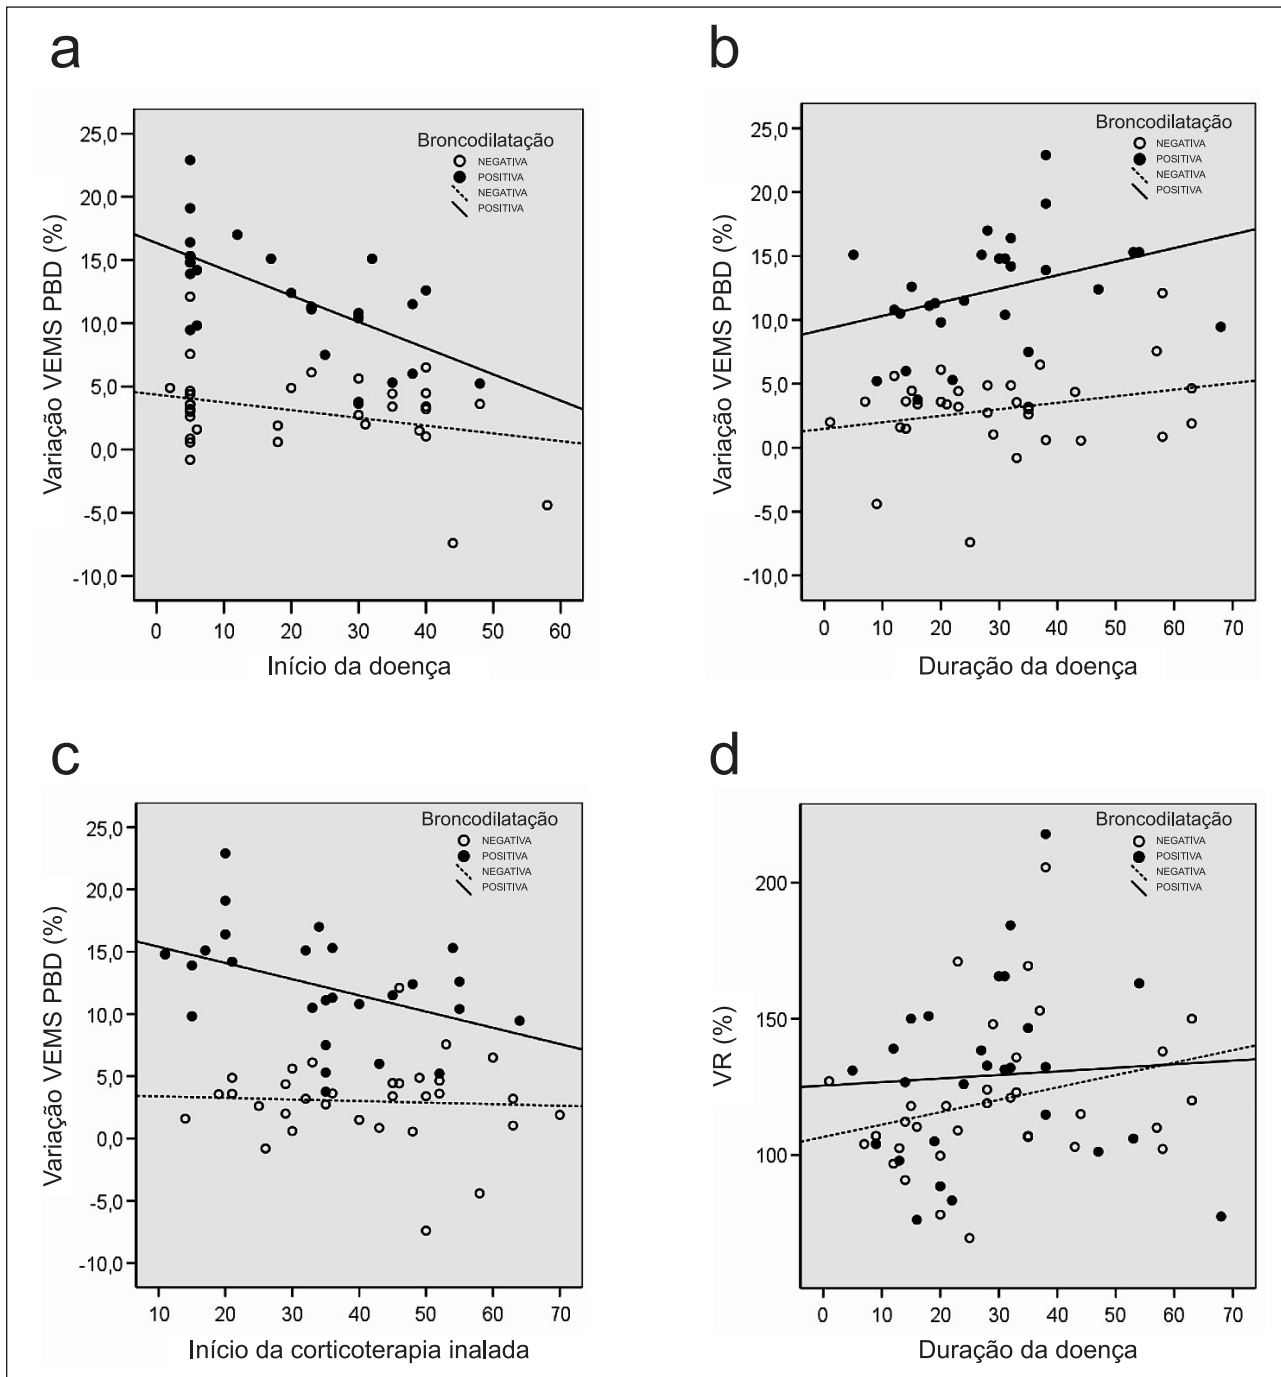 a
Variação VEMS PBD (%)
25,0
20,0
15,0
10,0
5,0
0,0
-5,0
-10,0
Broncodilatação
NEGATIVA
POSITIVA
NEGATIVA
POSITIVA
0 10 20 30 40 50 60
Início da doença
b
Variação VEMS PBD (%)
25,0
20,0
15,0
10,0
5,0
0,0
-5,0
-10,0
Broncodilatação
NEGATIVA
POSITIVA
NEGATIVA
POSITIVA
0 10 20 30 40 50 60 70
Duração da doença
c
Variação VEMS PBD (%)
25,0
20,0
15,0
10,0
5,0
0,0
-5,0
-10,0
Broncodilatação
NEGATIVA
POSITIVA
NEGATIVA
POSITIVA
10 20 30 40 50 60 70
Início da corticoterapia inalada
d
VR (%)
200
150
100
Broncodilatação
NEGATIVA
POSITIVA
NEGATIVA
POSITIVA
0 10 20 30 40 50 60 70
Duração da doença